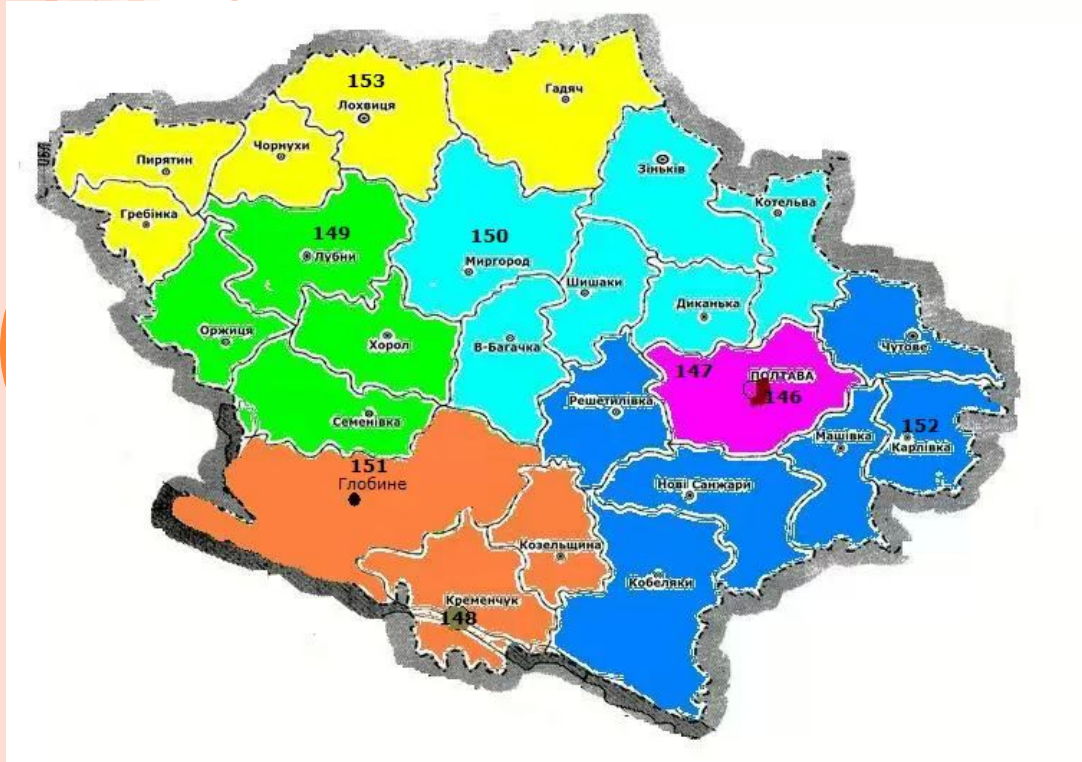 153
Лохвиця
Гадяч
Чорнухи
Пирятин
Зіньків
Котельва
Гребінка
149
Лубни
150
Миргород
Шишаки
Диканька
Оржиця
Хорол
В-Багачка
Чутове
147
ПОЛТАВА
146
Решетилівка
Семенівка
Машівка
152
Карлівка
151
Глобине
Нові Санжари
Козельщина
Кобеляки
Кременчук
148